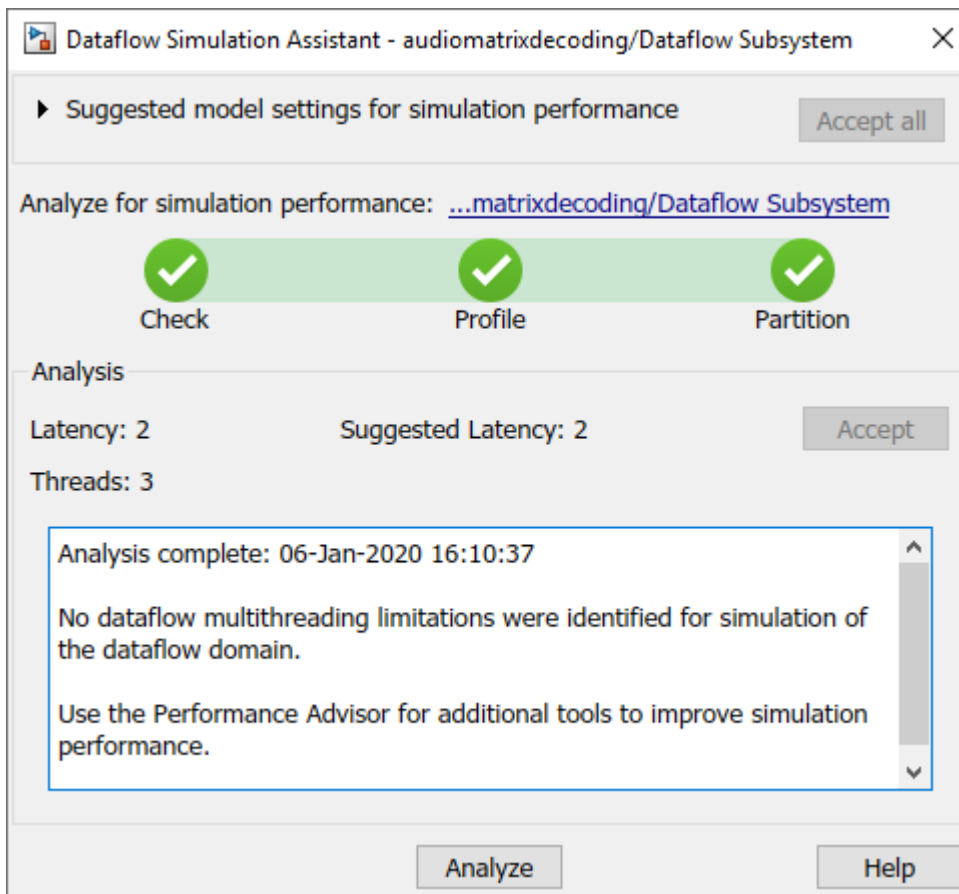 Dataflow Simulation Assistant - audiomatrixdecoding/Dataflow Subsystem
Suggested model settings for simulation performance
Accept all
Analyze for simulation performance: ...matrixdecoding/Dataflow Subsystem
Check Profile Partition
Analysis
Latency: 2 Suggested Latency: 2 Accept
Threads: 3
Analysis complete: 06-Jan-2020 16:10:37
No dataflow multithreading limitations were identified for simulation of
the dataflow domain.
Use the Performance Advisor for additional tools to improve simulation
performance.
Analyze Help